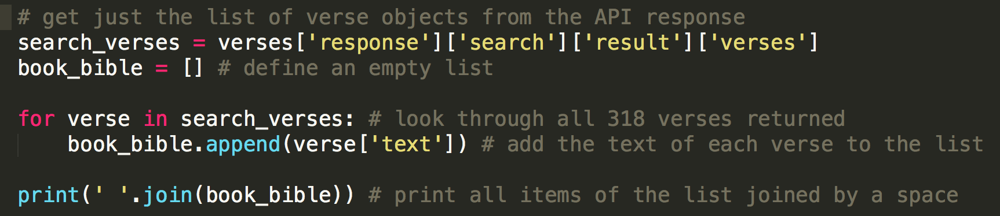 # get just the list of verse objects from the API response
search_verses = verses['response']['search']['result']['verses']
book_bible = [] # define an empty list
for verse in search_verses: # look through all 318 verses returned
    book_bible.append(verse['text']) # add the text of each verse to the list
print(' '.join(book_bible)) # print all items of the list joined by a space